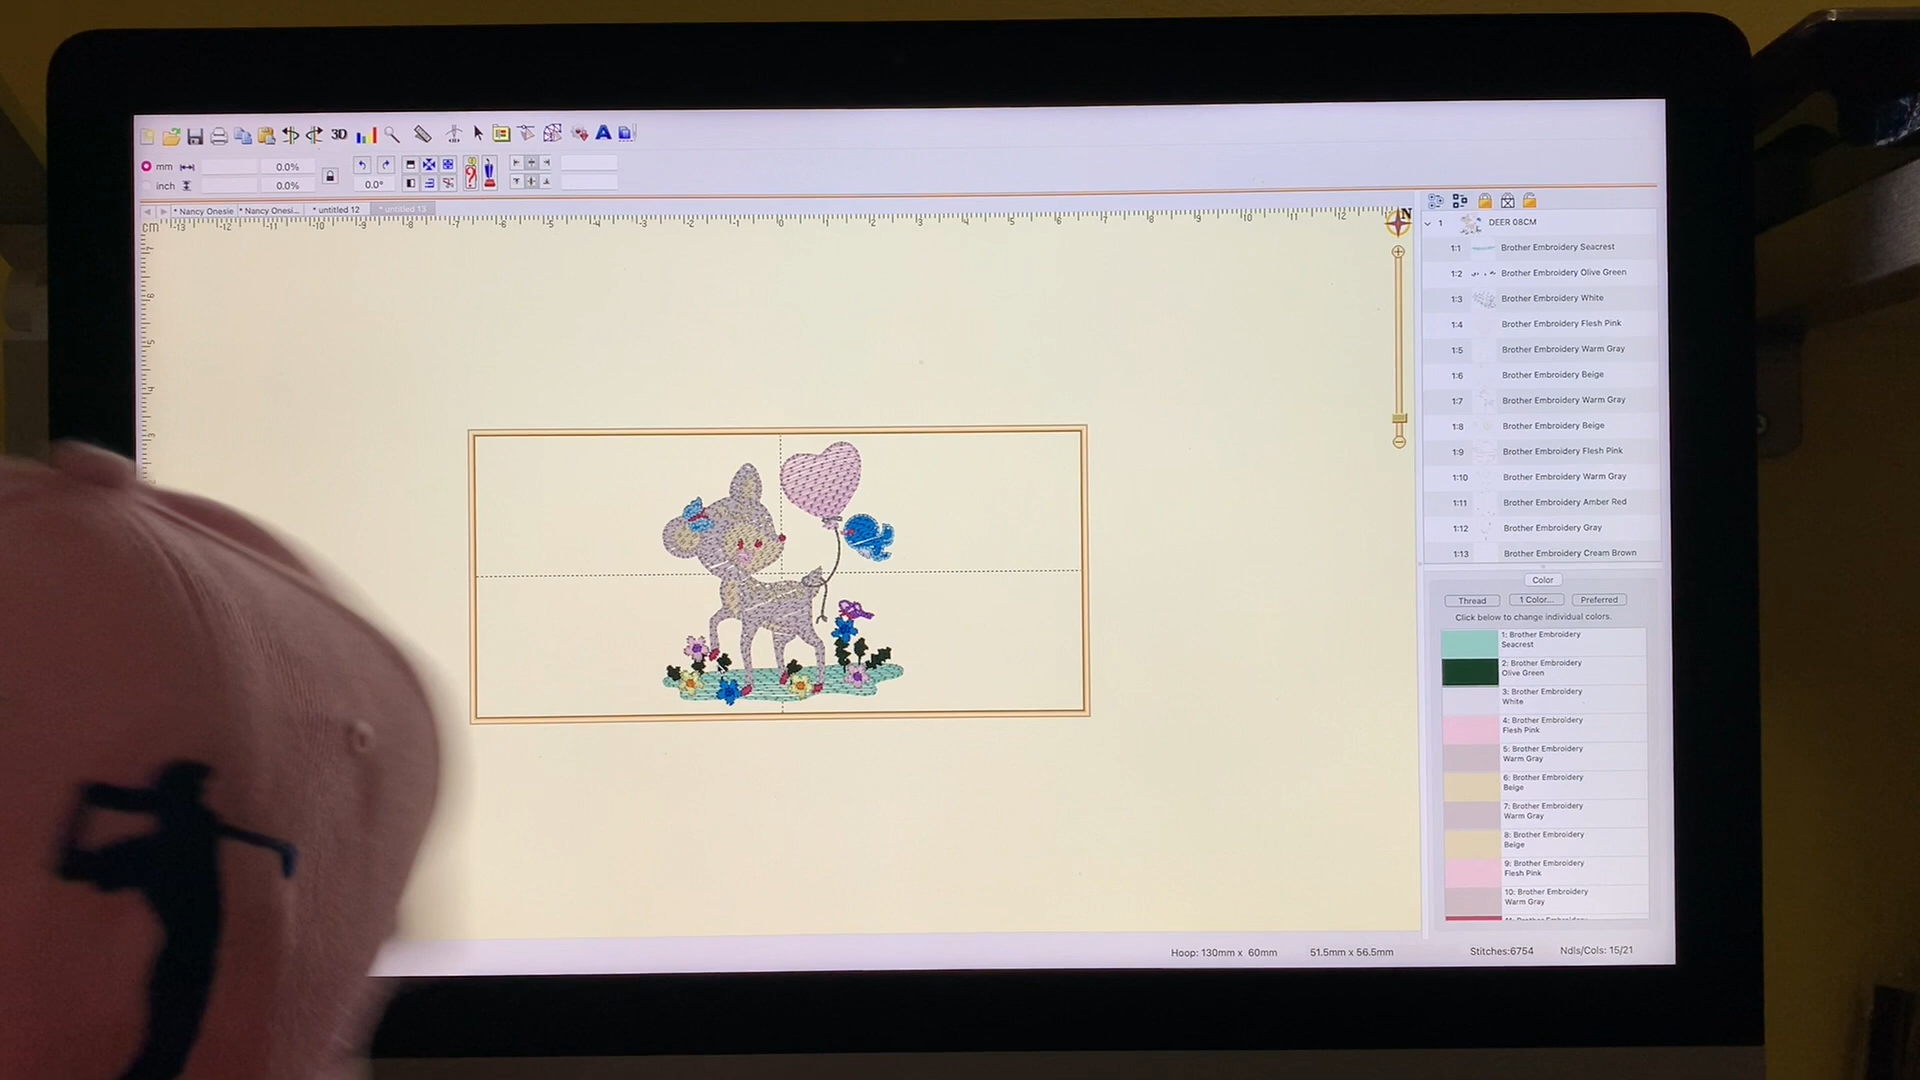 3D
A
mm
0.0%
inch
0.0%
0.0°
* Nancy Onesie
* Nancy Onesi...
* untitled 12
* untitled 13
cm
N
1
DEER 08CM
1:1 Brother Embroidery Seacrest
1:2 Brother Embroidery Olive Green
1:3 Brother Embroidery White
1:4 Brother Embroidery Flesh Pink
1:5 Brother Embroidery Warm Gray
1:6 Brother Embroidery Beige
1:7 Brother Embroidery Warm Gray
1:8 Brother Embroidery Beige
1:9 Brother Embroidery Flesh Pink
1:10 Brother Embroidery Warm Gray
1:11 Brother Embroidery Amber Red
1:12 Brother Embroidery Gray
1:13 Brother Embroidery Cream Brown
Color
Thread
1 Color...
Preferred
Click below to change individual colors.
1: Brother Embroidery
Seacrest
2: Brother Embroidery
Olive Green
3: Brother Embroidery
White
4: Brother Embroidery
Flesh Pink
5: Brother Embroidery
Warm Gray
6: Brother Embroidery
Beige
7: Brother Embroidery
Warm Gray
8: Brother Embroidery
Beige
9: Brother Embroidery
Flesh Pink
10: Brother Embroidery
Warm Gray
Hoop: 130mm x 60mm
51.5mm x 56.5mm
Stitches:6754
Ndls/Cols: 15/21